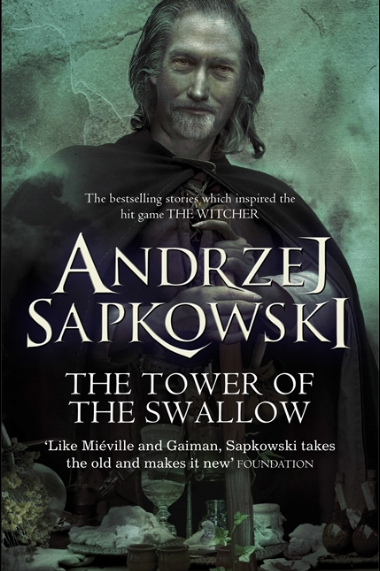 The bestselling stories which inspired the
hit game THE WITCHER
ANDRZEJ
SAPKOWSKI
THE TOWER OF
THE SWALLOW
‘Like Miéville and Gaiman, Sapkowski takes
the old and makes it new’ FOUNDATION